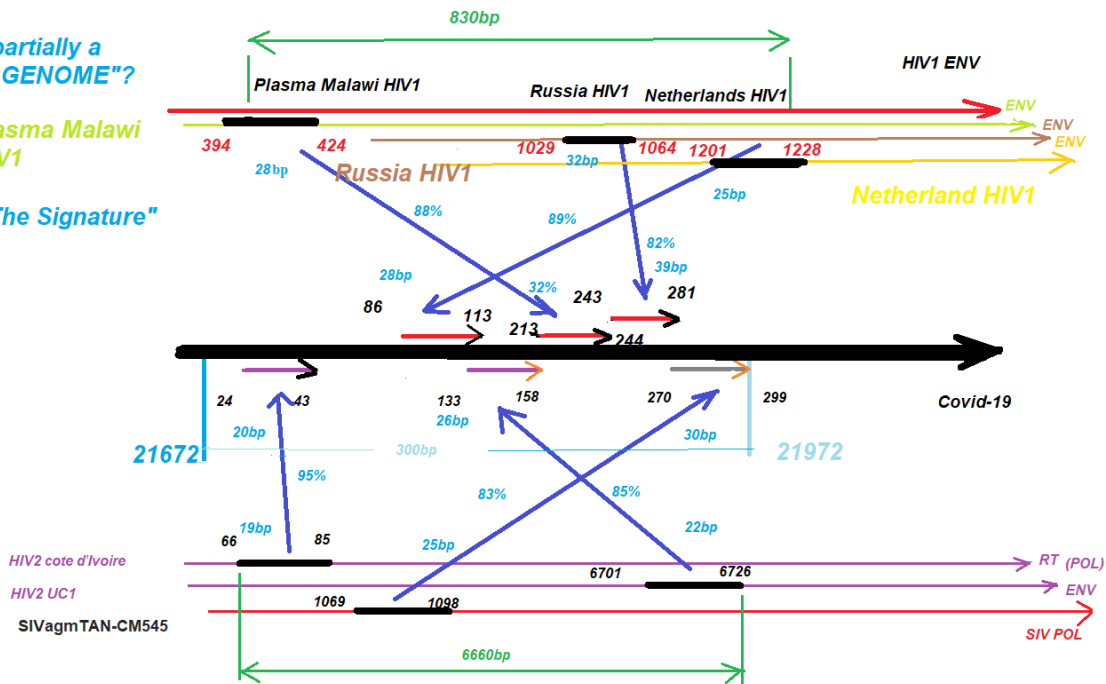 830bp
partially a
GENOME"?
HIV1 ENV
Plasma Malawi HIV1
Russia HIV1
Netherlands HIV1
ENV
ENV
ENV
asma Malawi
V1
394
424
1029
1064
1201
1228
28bp
32bp
25bp
Russia HIV1
Netherland HIV1
The Signature"
88%
89%
82%
28bp
39bp
32%
86
243
281
113
213
244
24
43
133
158
270
299
Covid-19
20bp
26bp
30bp
21672
300bp
21972
95%
83%
85%
19bp
25bp
22bp
66
85
HIV2 cote d'Ivoire
RT (POL)
6701
6726
HIV2 UC1
ENV
1069
1098
SIVagmTAN-CM545
SIV POL
6660bp